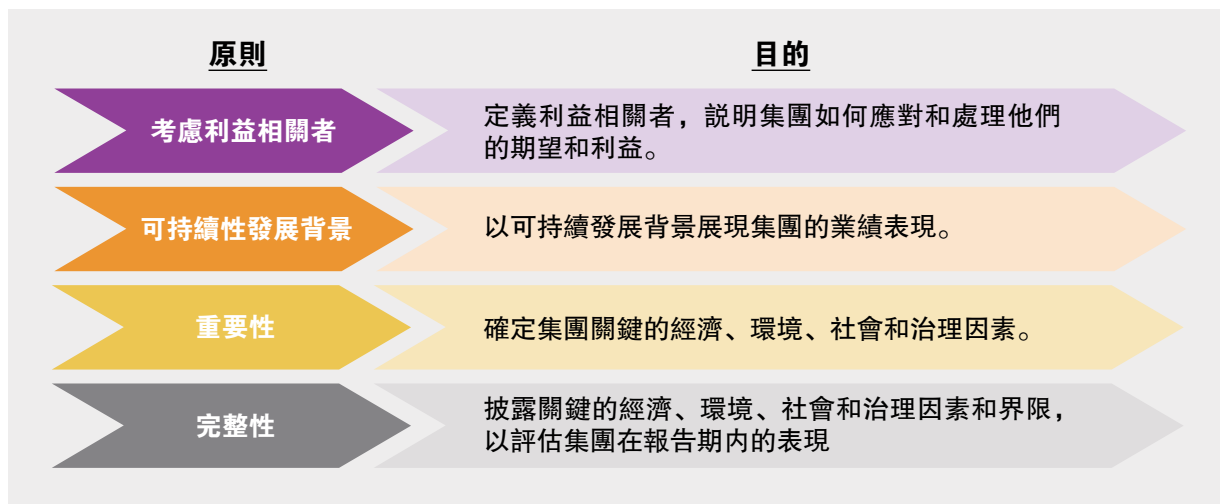 原則
目的
考慮利益相關者
定義利益相關者，説明集團如何應對和處理他們
的期望和利益。
可持續性發展背景
以可持續發展背景展現集團的業績表現。
重要性
確定集團關鍵的經濟、環境、社會和治理因素。
完整性
披露關鍵的經濟、環境、社會和治理因素和界限，
以評估集團在報告期内的表現